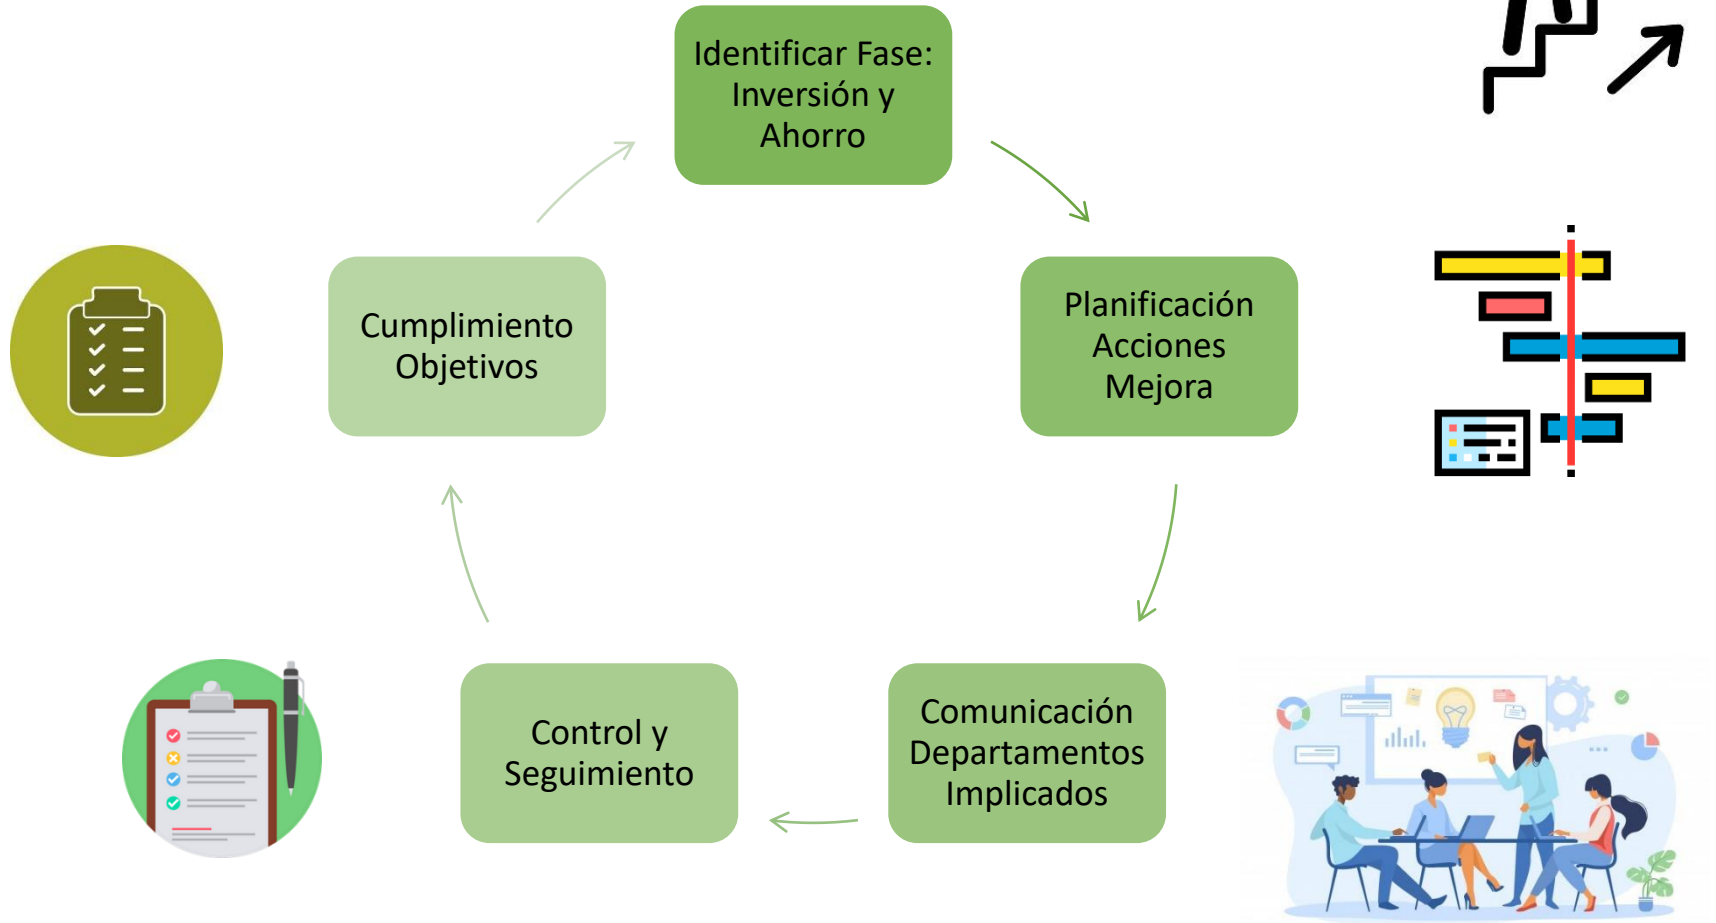 Identificar Fase:
Inversión y
Ahorro
Planificación
Acciones
Mejora
Comunicación
Departamentos
Implicados
Control y
Seguimiento
Cumplimiento
Objetivos